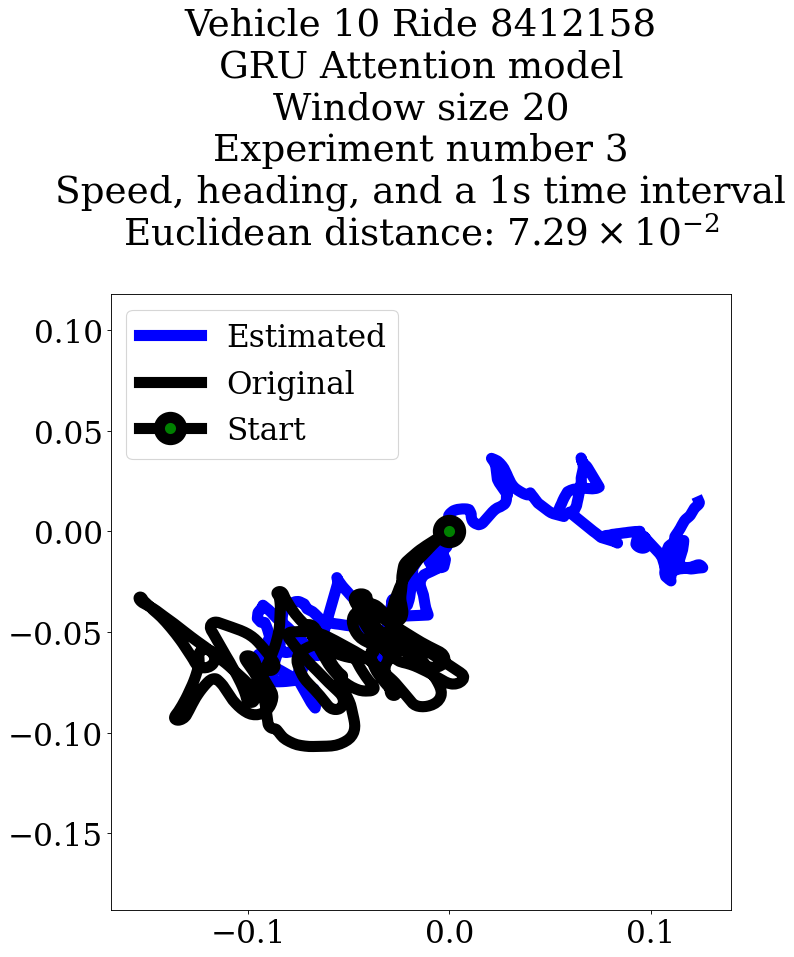 Vehicle 10 Ride 8412158
GRU Attention model
Window size 20
Experiment number 3
Speed, heading, and a 1s time interval
Euclidean distance: 7.29 × 10⁻²
Estimated
Original
Start
0.10
0.05
0.00
−0.05
−0.10
−0.15
−0.1
0.0
0.1